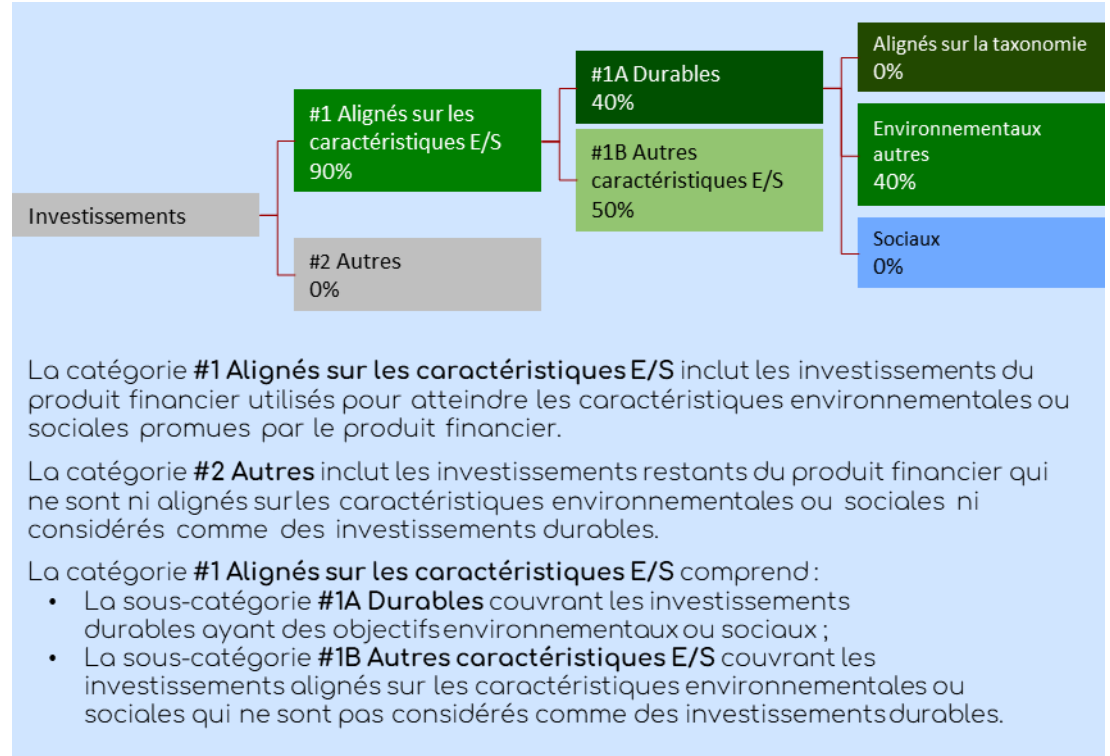 Investissements
#1 Alignés sur les
caractéristiques E/S
90%
#2 Autres
0%
#1A Durables
40%
#1B Autres
caractéristiques E/S
50%
Alignés sur la taxonomie
0%
Environnementaux
autres
40%
Sociaux
0%
La catégorie #1 Alignés sur les caractéristiques E/S inclut les investissements du
produit financier utilisés pour atteindre les caractéristiques environnementales ou
sociales promues par le produit financier.
La catégorie #2 Autres inclut les investissements restants du produit financier qui
ne sont ni alignés surles caractéristiques environnementales ou sociales ni
considérés comme des investissements durables.
La catégorie #1 Alignés sur les caractéristiques E/S comprend :
• La sous-catégorie #1A Durables couvrant les investissements
durables ayant des objectifs environnementaux ou sociaux ;
• La sous-catégorie #1B Autres caractéristiques E/S couvrant les
investissements alignés sur les caractéristiques environnementales ou
sociales qui ne sont pas considérés comme des investissements durables.